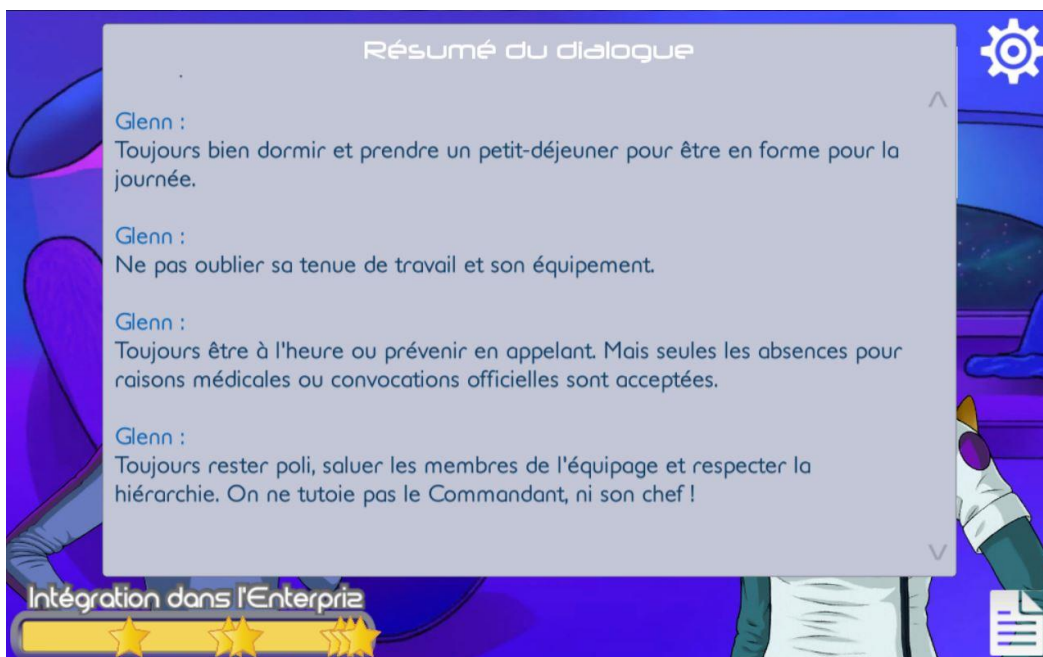 Résumé du dialogue
Glenn :
Toujours bien dormir et prendre un petit-déjeuner pour être en forme pour la
journée.
Glenn :
Ne pas oublier sa tenue de travail et son équipement.
Glenn :
Toujours être à l'heure ou prévenir en appelant. Mais seules les absences pour
raisons médicales ou convocations officielles sont acceptées.
Glenn :
Toujours rester poli, saluer les membres de l'équipage et respecter la
hiérarchie. On ne tutoie pas le Commandant, ni son chef !
Intégration dans l'Enterpriz